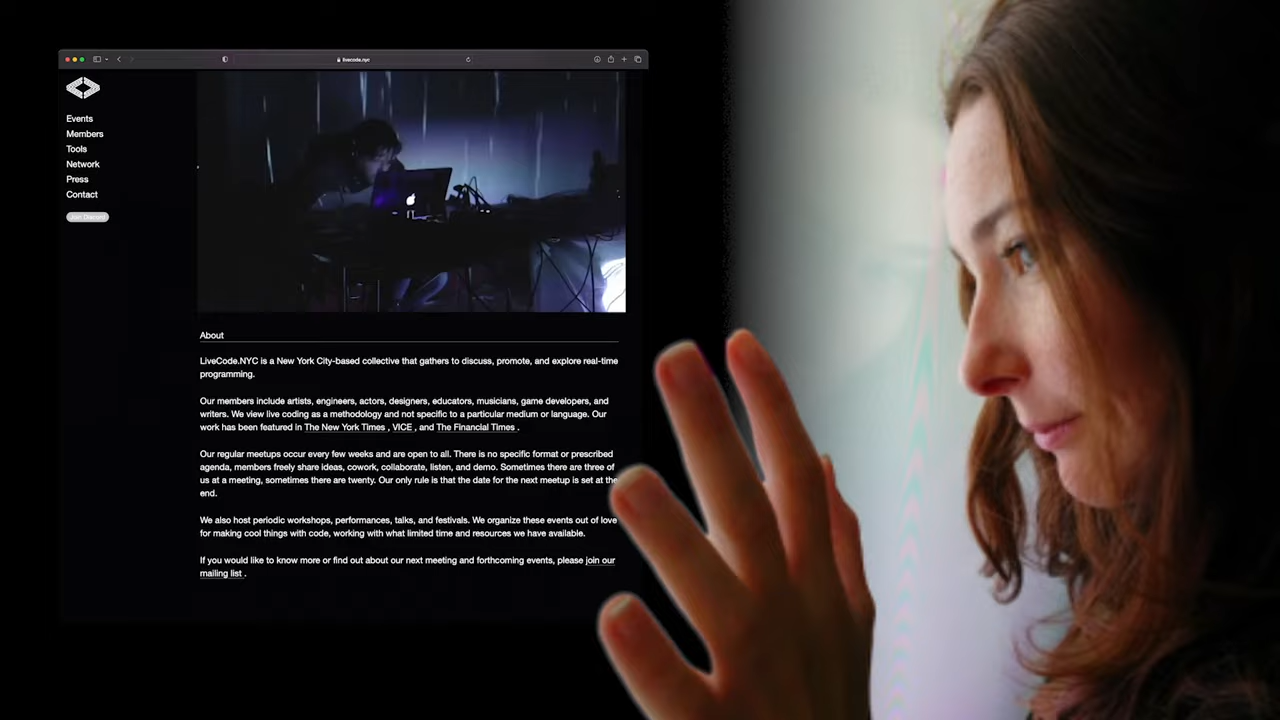 livecode.nyc
Events
Members
Tools
Network
Press
Contact
Join Discord
About
LiveCode.NYC is a New York City-based collective that gathers to discuss, promote, and explore real-time
programming.
Our members include artists, engineers, actors, designers, educators, musicians, game developers, and
writers. We view live coding as a methodology and not specific to a particular medium or language. Our
work has been featured in The New York Times , VICE , and The Financial Times .
Our regular meetups occur every few weeks and are open to all. There is no specific format or prescribed
agenda, members freely share ideas, cowork, collaborate, listen, and demo. Sometimes there are three of
us at a meeting, sometimes there are twenty. Our only rule is that the date for the next meetup is set at the
end.
We also host periodic workshops, performances, talks, and festivals. We organize these events out of love
for making cool things with code, working with what limited time and resources we have available.
If you would like to know more or find out about our next meeting and forthcoming events, please join our
mailing list .